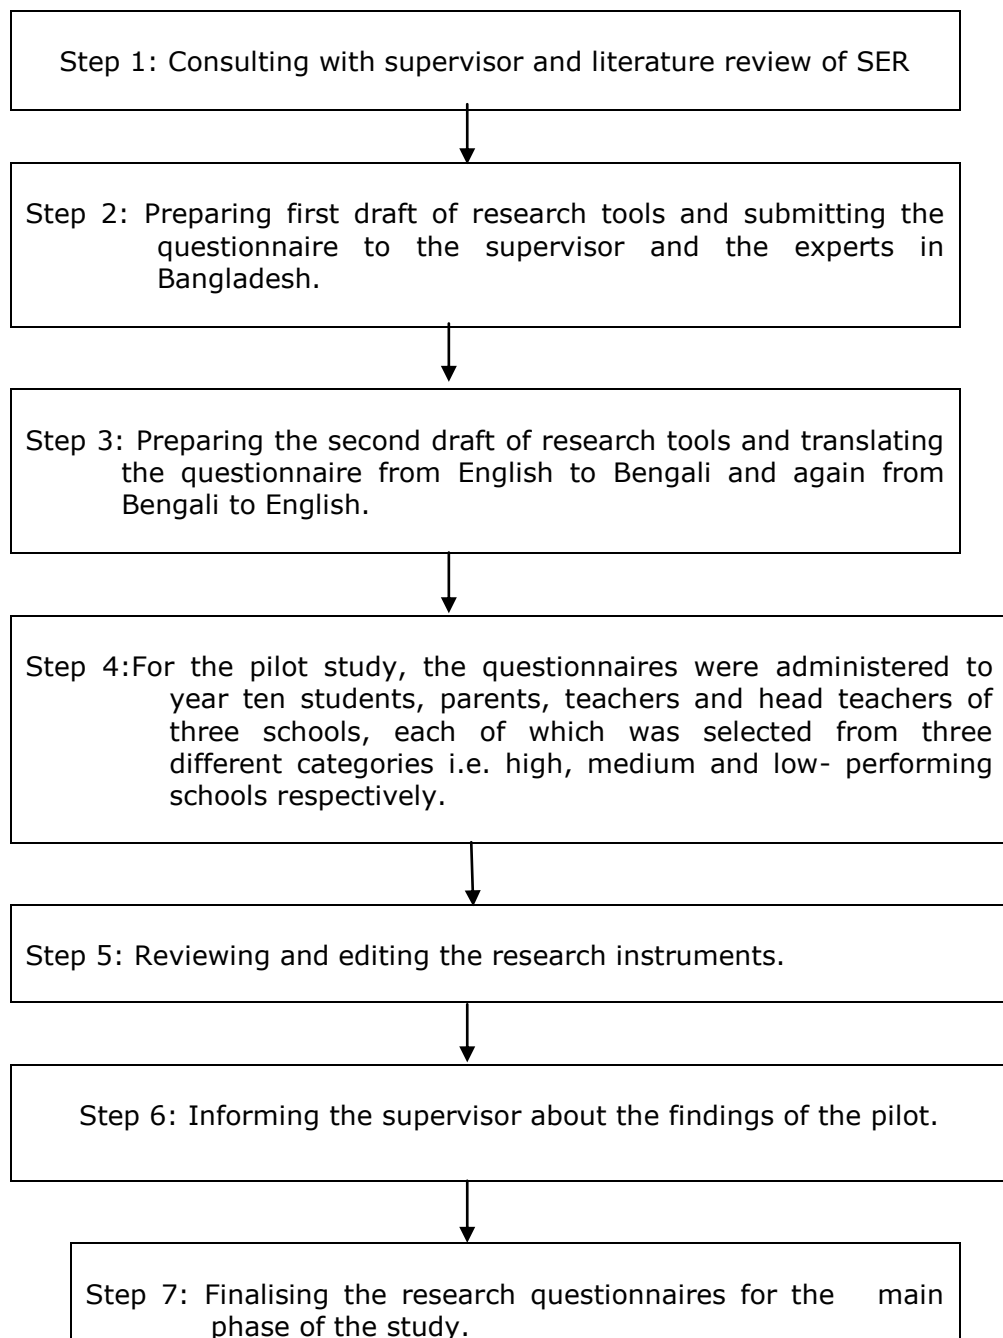 Step 1: Consulting with supervisor and literature review of SER
Step 2: Preparing first draft of research tools and submitting the
questionnaire to the supervisor and the experts in
Bangladesh.
Step 3: Preparing the second draft of research tools and translating
the questionnaire from English to Bengali and again from
Bengali to English.
Step 4:For the pilot study, the questionnaires were administered to
year ten students, parents, teachers and head teachers of
three schools, each of which was selected from three
different categories i.e. high, medium and low- performing
schools respectively.
Step 5: Reviewing and editing the research instruments.
Step 6: Informing the supervisor about the findings of the pilot.
Step 7: Finalising the research questionnaires for the main
phase of the study.